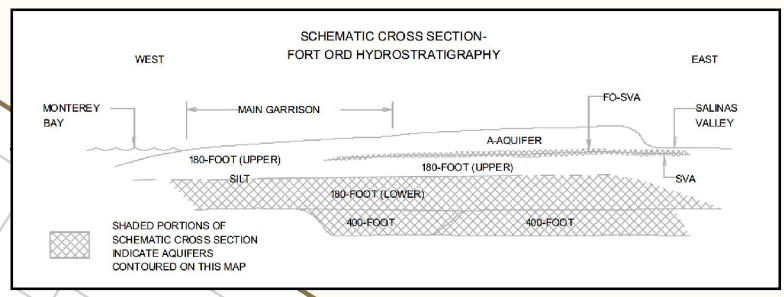 SCHEMATIC CROSS SECTION-
FORT ORD HYDROSTRATIGRAPHY
WEST
EAST
FO-SVA
MONTEREY
BAY
MAIN GARRISON
SALINAS
VALLEY
A-AQUIFER
180-FOOT (UPPER)
180-FOOT (UPPER)
SILT
SVA
180-FOOT (LOWER)
400-FOOT
400-FOOT
SHADED PORTIONS OF
SCHEMATIC CROSS SECTION
INDICATE AQUIFERS
CONTOURED ON THIS MAP